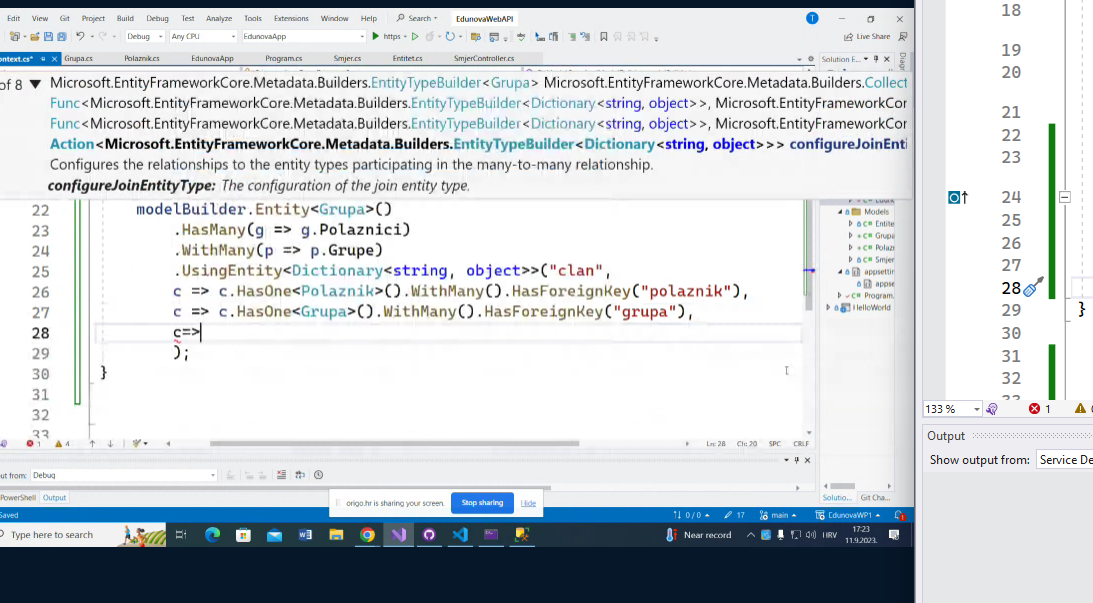 Edit View Git Project Build Debug Test Analyze Tools Extensions Window Help Search EdunovaWebAPI T
Debug Any CPU EdunovaApp https
Live Share
ontext.cs* Grupa.cs Polaznik.cs EdunovaApp Program.cs Smjer.cs Entitet.cs SmjerController.cs Solution E...
of 8 ▼ Microsoft.EntityFrameworkCore.Metadata.Builders.EntityTypeBuilder<Grupa> Microsoft.EntityFrameworkCore.Metadata.Builders.Collect
Func<Microsoft.EntityFrameworkCore.Metadata.Builders.EntityTypeBuilder<Dictionary<string, object>>, Microsoft.EntityFrameworkCor
Func<Microsoft.EntityFrameworkCore.Metadata.Builders.EntityTypeBuilder<Dictionary<string, object>>, Microsoft.EntityFrameworkCor
Action<Microsoft.EntityFrameworkCore.Metadata.Builders.EntityTypeBuilder<Dictionary<string, object>>> configureJoinEnti
Configures the relationships to the entity types participating in the many-to-many relationship.
configureJoinEntityType: The configuration of the join entity type.
22 modelBuilder.Entity<Grupa>()
23 .HasMany(g => g.Polaznici)
24 .WithMany(p => p.Grupe)
25 .UsingEntity<Dictionary<string, object>>("clan",
26 c => c.HasOne<Polaznik>().WithMany().HasForeignKey("polaznik"),
27 c => c.HasOne<Grupa>().WithMany().HasForeignKey("grupa"),
28 c=>
29 );
30 }
31
32
33
Models
C# Entite
C# Grupa
C# Polaz
C# Smjer
appsettin
appse
C# Program.
HelloWorld
1 4 Ln: 28 Ch: 20 SPC CRLF
ut from: Debug
PowerShell Output
Solutio... Git Cha...
origo.hr is sharing your screen. Stop sharing Hide
Saved 0 / 0 17 main EdunovaWP1 1
Type here to search Near record HRV 17:23
11.9.2023.
18
19
20
21
22
23
24
25
26
27
28
29 }
30
31
32
133 % 1
Output
Show output from: Service De